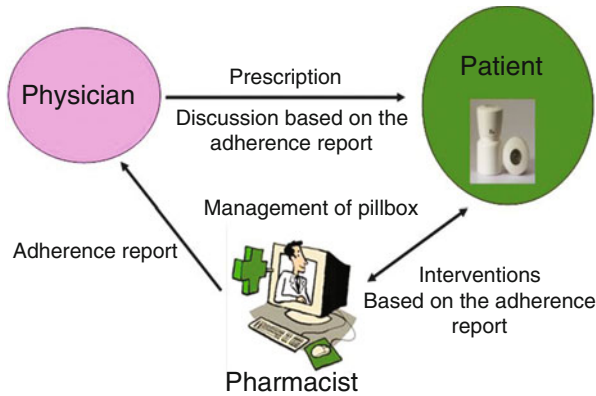 Physician
Prescription
Discussion based on the
adherence report
Patient
Management of pillbox
Adherence report
Interventions
Based on the adherence
report
Pharmacist